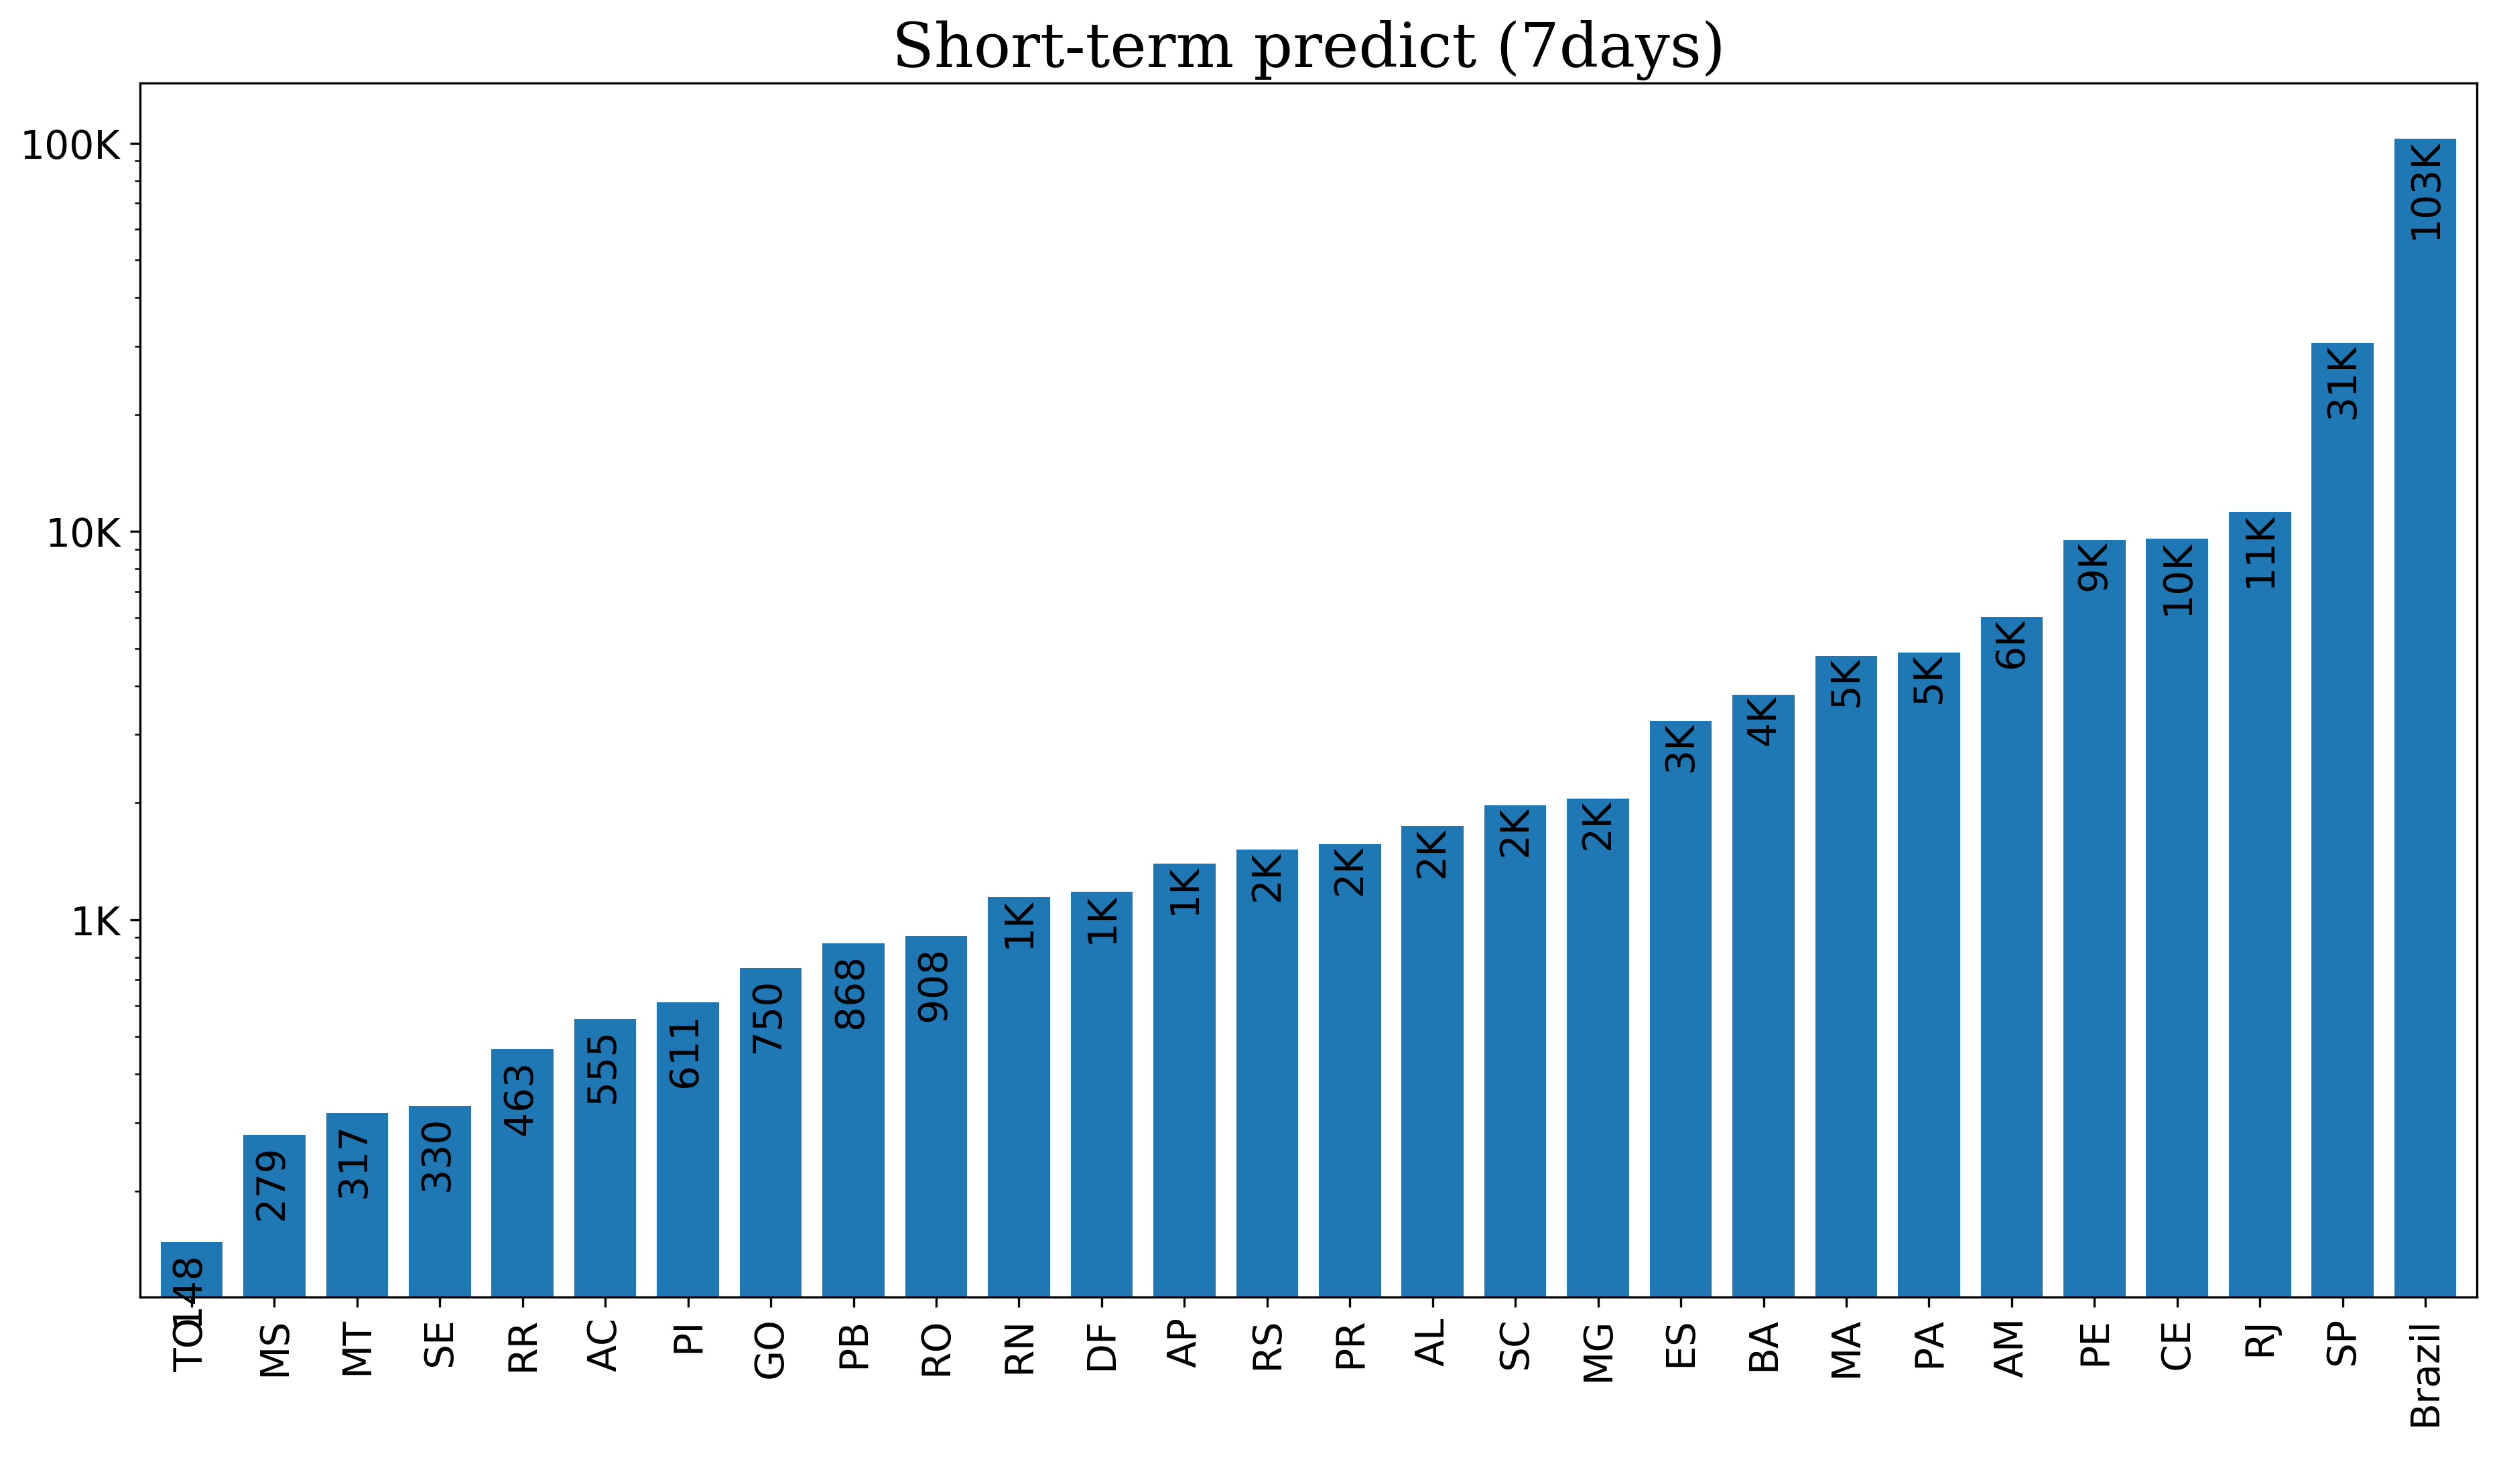 Short-term predict (7days)
100K
10K
1K
148
279
317
330
463
555
611
750
868
908
1K
1K
1K
2K
2K
2K
2K
2K
3K
4K
5K
5K
6K
9K
10K
11K
31K
103K
TO
MS
MT
SE
RR
AC
PI
GO
PB
RO
RN
DF
AP
RS
PR
AL
SC
MG
ES
BA
MA
PA
AM
PE
CE
RJ
SP
Brazil